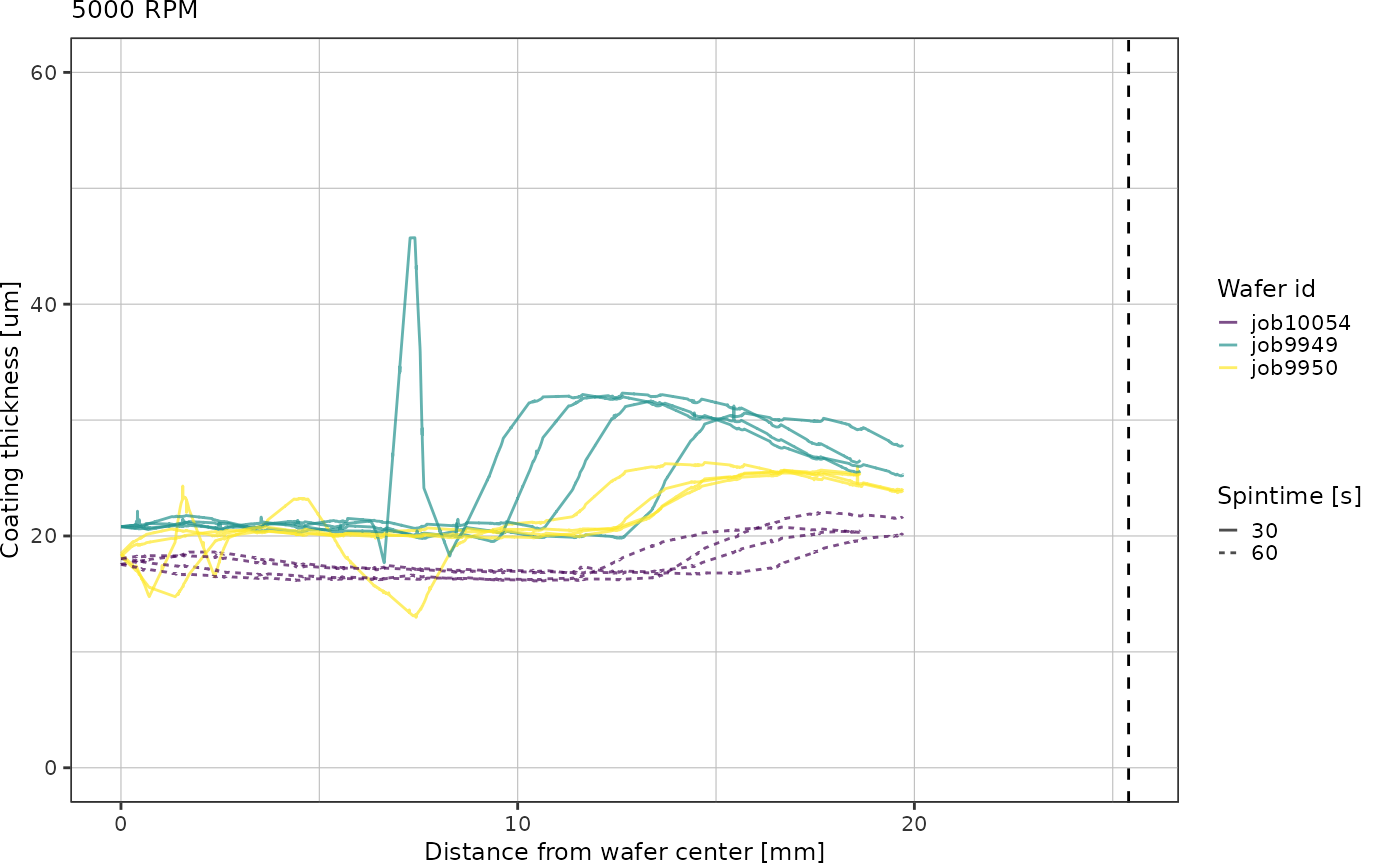 5000 RPM
60
40
20
0
Coating thickness [um]
0 10 20
Distance from wafer center [mm]
Wafer id
job10054
job9949
job9950
Spintime [s]
30
60